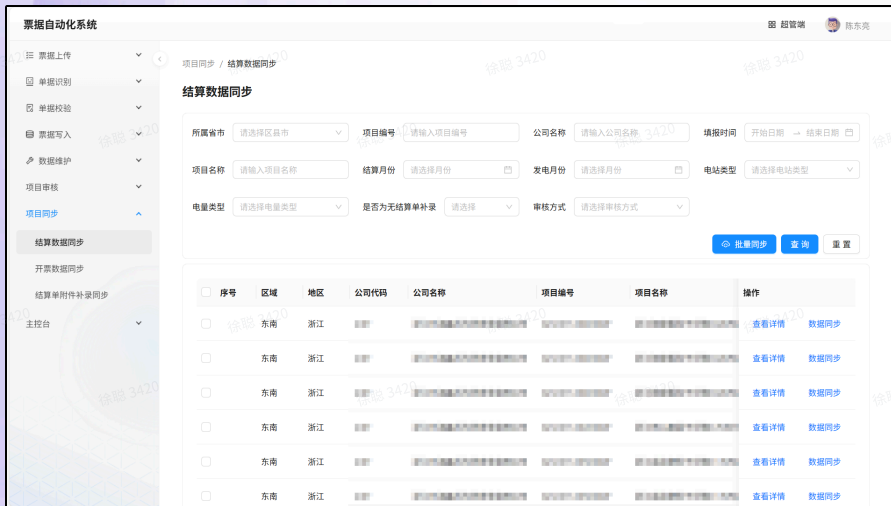 票据自动化系统
超管端
陈东亮
票据上传
单据识别
单据校验
票据写入
数据维护
项目审核
项目同步
结算数据同步
开票数据同步
结算单附件补录同步
主控台
项目同步 / 结算数据同步
结算数据同步
所属省市 请选择区县市 项目编号 请输入项目编号 公司名称 请输入公司名称 填报时间 开始日期 → 结束日期
项目名称 请输入项目名称 结算月份 请选择月份 发电月份 请选择月份 电站类型 请选择电站类型
电量类型 请选择电量类型 是否为无结算单补录 请选择 审核方式 请选择审核方式
批量同步 查询 重置
序号 区域 地区 公司代码 公司名称 项目编号 项目名称 操作
东南 浙江 查看详情 数据同步
东南 浙江 查看详情 数据同步
东南 浙江 查看详情 数据同步
东南 浙江 查看详情 数据同步
东南 浙江 查看详情 数据同步
东南 浙江 查看详情 数据同步
徐聪 3420